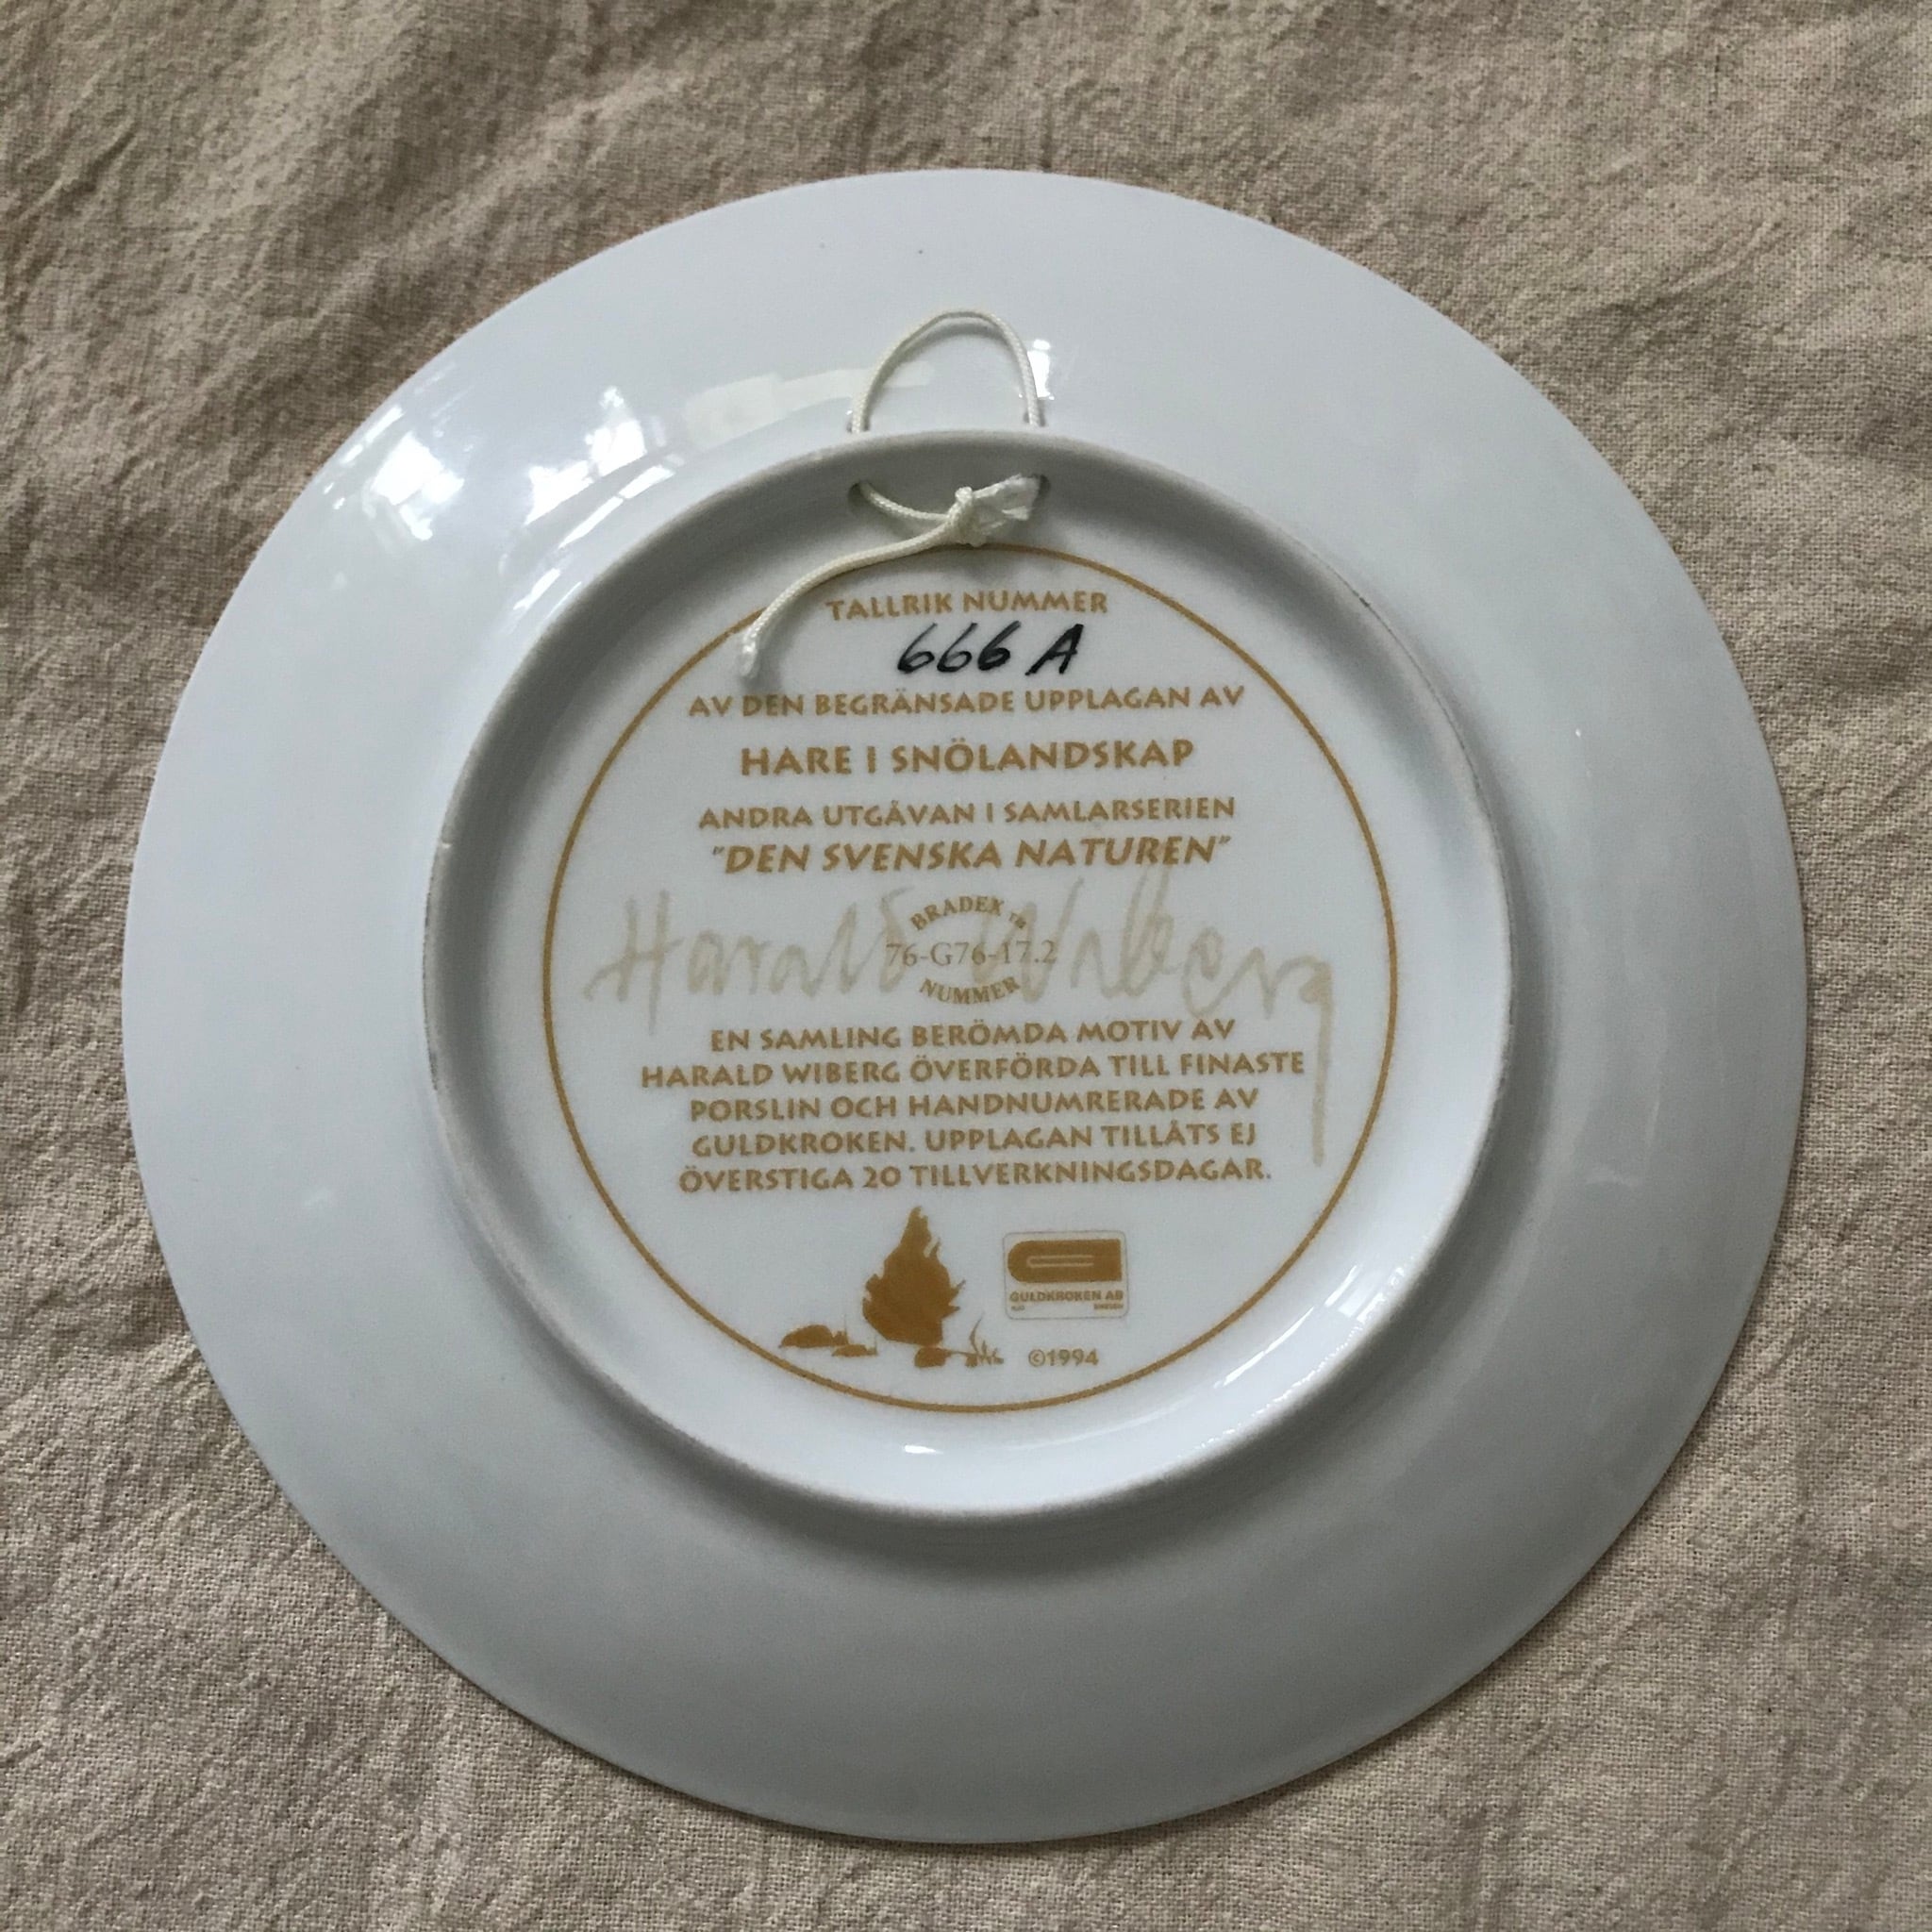 TALLRIK NUMMER
666 A
AV DEN BEGRÄNSADE UPPLAGAN AV
HARE I SNÖLANDSKAP
ANDRA UTGÅVAN I SAMLARSERIEN
"DEN SVENSKA NATUREN"
Harald Wiberg
BRADEX
76-G76-17.2
NUMMER
EN SAMLING BERÖMDA MOTIV AV
HARALD WIBERG ÖVERFÖRDA TILL FINASTE
PORSLIN OCH HANDNUMRERADE AV
GULDKROKEN. UPPLAGAN TILLÅTS EJ
ÖVERSTIGA 20 TILLVERKNINGSDAGAR.
GULDKROKEN AB
©1994